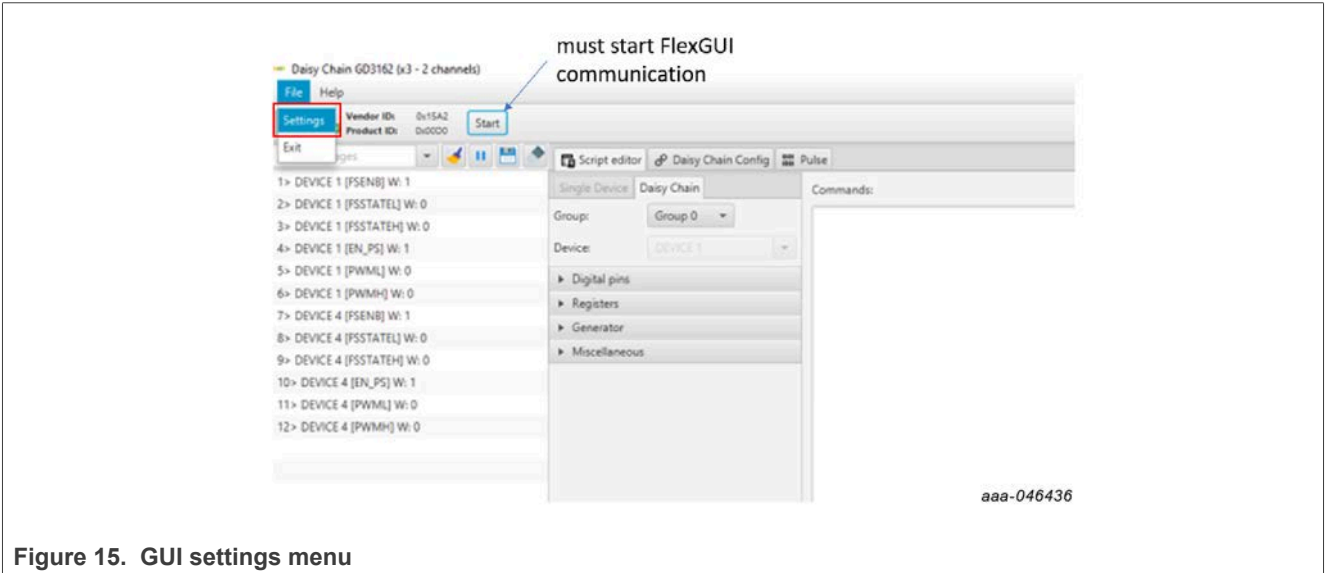 must start FlexGUI
communication
Daisy Chain GD3162 (x3 - 2 channels)
File Help
Settings Vendor ID: 0x15A2 Start
Product ID: 0x00D0
Exit
Script editor Daisy Chain Config Pulse
1> DEVICE 1 [FSENB] W: 1
Single Device Daisy Chain Commands:
2> DEVICE 1 [FSSTATEL] W: 0
Group: Group 0
3> DEVICE 1 [FSSTATEH] W: 0
4> DEVICE 1 [EN_PS] W: 1
Device: DEVICE 1
5> DEVICE 1 [PWML] W: 0
Digital pins
6> DEVICE 1 [PWMH] W: 0
Registers
7> DEVICE 4 [FSENB] W: 1
Generator
8> DEVICE 4 [FSSTATEL] W: 0
Miscellaneous
9> DEVICE 4 [FSSTATEH] W: 0
10> DEVICE 4 [EN_PS] W: 1
11> DEVICE 4 [PWML] W: 0
12> DEVICE 4 [PWMH] W: 0
aaa-046436
Figure 15. GUI settings menu